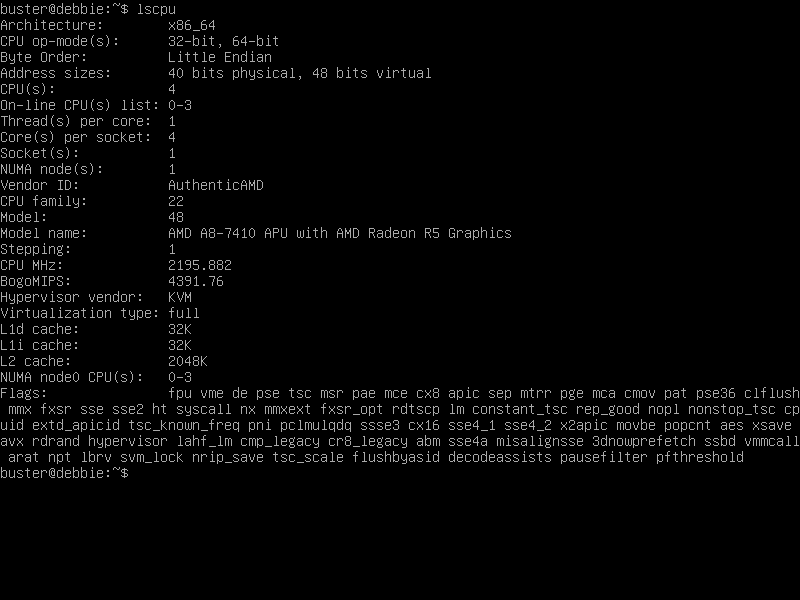 buster@debbie:~$ lscpu
Architecture:        x86_64
CPU op-mode(s):      32-bit, 64-bit
Byte Order:          Little Endian
Address sizes:       40 bits physical, 48 bits virtual
CPU(s):              4
On-line CPU(s) list: 0-3
Thread(s) per core:  1
Core(s) per socket:  4
Socket(s):           1
NUMA node(s):        1
Vendor ID:           AuthenticAMD
CPU family:          22
Model:               48
Model name:          AMD A8-7410 APU with AMD Radeon R5 Graphics
Stepping:            1
CPU MHz:             2195.882
BogoMIPS:            4391.76
Hypervisor vendor:   KVM
Virtualization type: full
L1d cache:           32K
L1i cache:           32K
L2 cache:            2048K
NUMA node0 CPU(s):   0-3
Flags:               fpu vme de pse tsc msr pae mce cx8 apic sep mtrr pge mca cmov pat pse36 clflush
 mmx fxsr sse sse2 ht syscall nx mmxext fxsr_opt rdtscp lm constant_tsc rep_good nopl nonstop_tsc cp
uid extd_apicid tsc_known_freq pni pclmulqdq ssse3 cx16 sse4_1 sse4_2 x2apic movbe popcnt aes xsave
avx rdrand hypervisor lahf_lm cmp_legacy cr8_legacy abm sse4a misalignsse 3dnowprefetch ssbd vmmcall
 arat npt lbrv svm_lock nrip_save tsc_scale flushbyasid decodeassists pausefilter pfthreshold
buster@debbie:~$